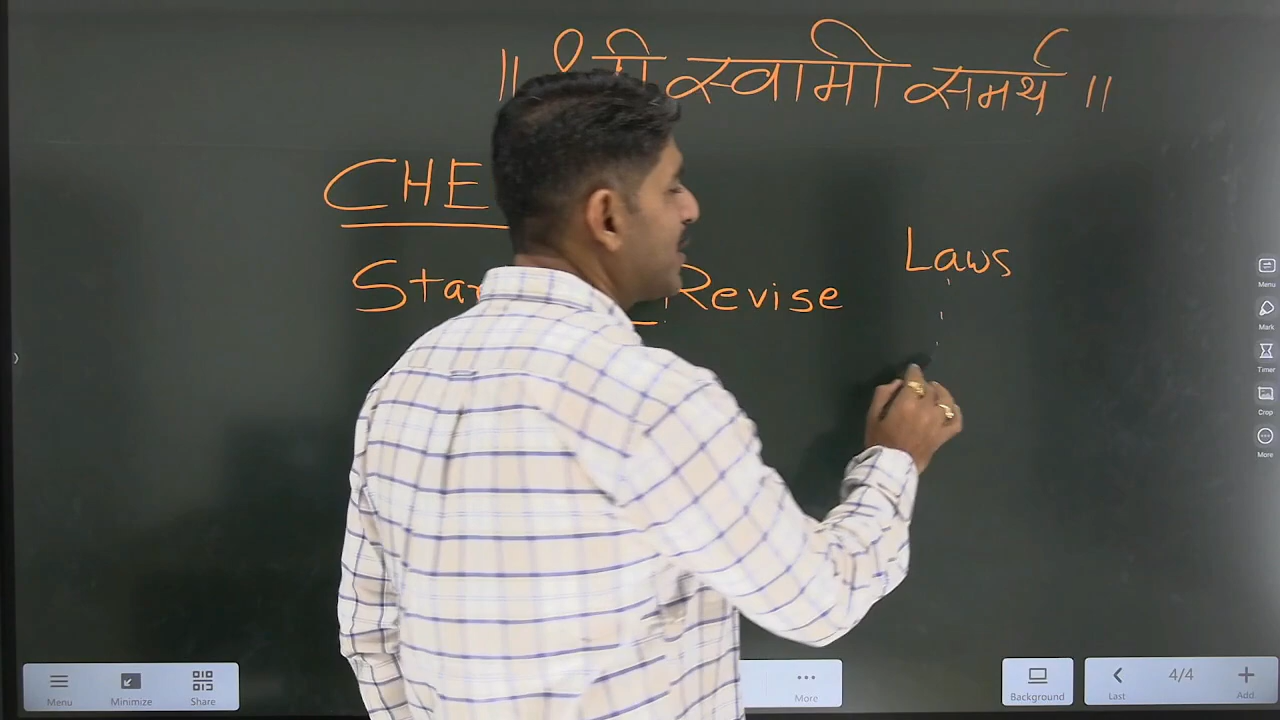 ॥ श्री स्वामी समर्थ ॥
CHE
Star Revise
Laws
Menu
Mark
Timer
Crop
More
Menu Minimize Share More Background Last 4/4 Add